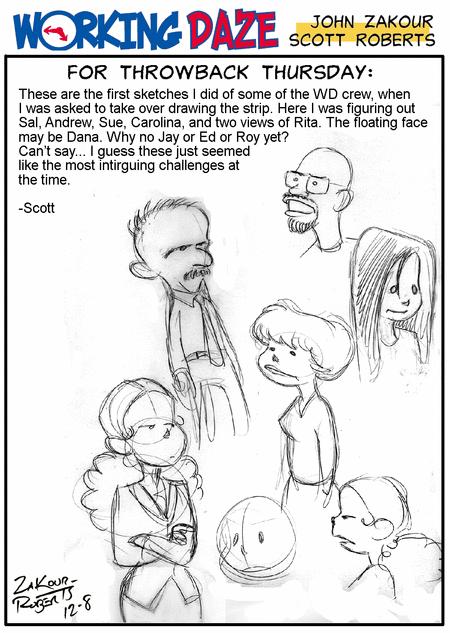 WORKING DAZE
JOHN ZAKOUR
SCOTT ROBERTS
FOR THROWBACK THURSDAY:
These are the first sketches I did of some of the WD crew, when
I was asked to take over drawing the strip. Here I was figuring out
Sal, Andrew, Sue, Carolina, and two views of Rita. The floating face
may be Dana. Why no Jay or Ed or Roy yet?
Can't say... I guess these just seemed
like the most intirguing challenges at
the time.
-Scott
ZAKOUR-
ROBERTS
12-8